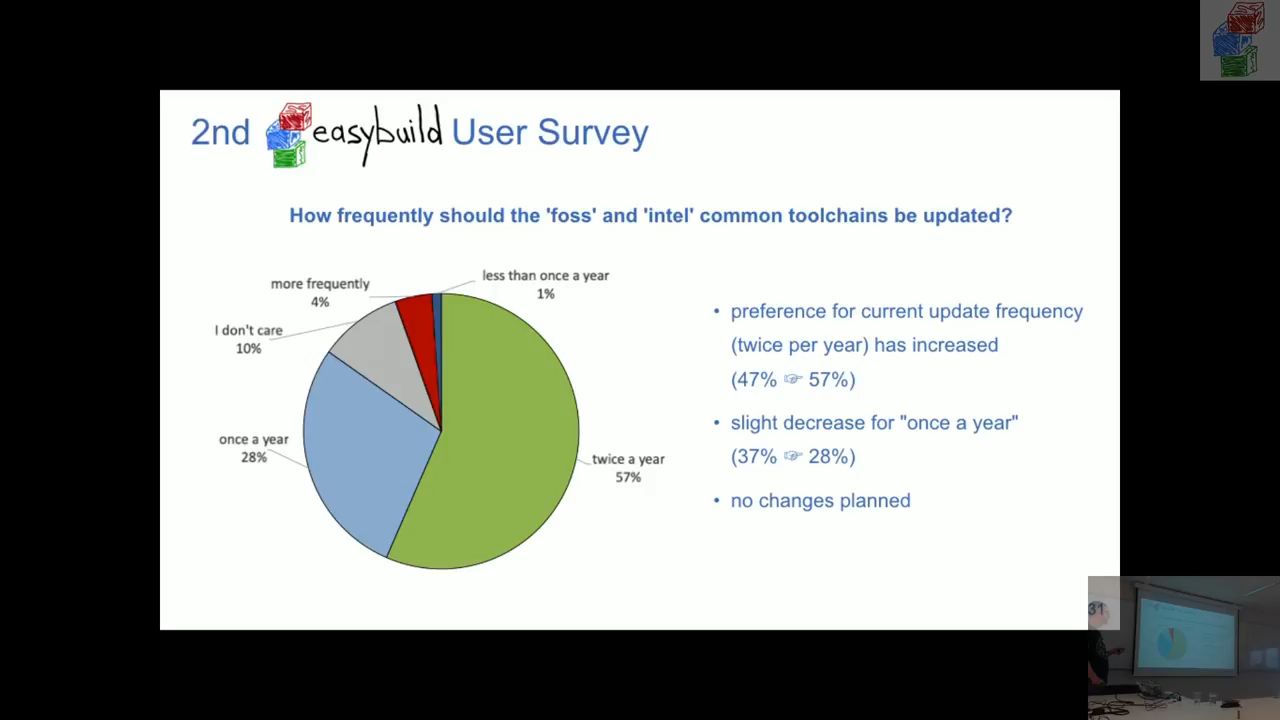 2nd easybuild User Survey
How frequently should the 'foss' and 'intel' common toolchains be updated?
less than once a year
1%
more frequently
4%
I don't care
10%
once a year
28%
twice a year
57%
• preference for current update frequency
(twice per year) has increased
(47% ☞ 57%)
• slight decrease for "once a year"
(37% ☞ 28%)
• no changes planned
31